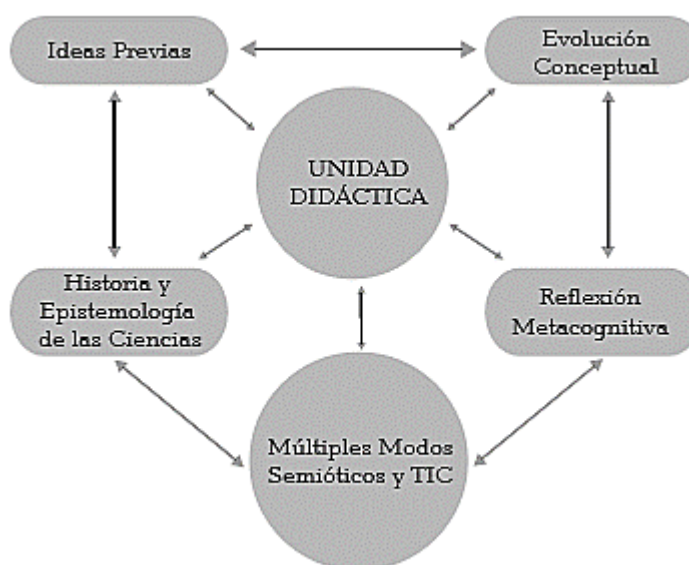 Ideas Previas
Evolución
Conceptual
UNIDAD
DIDÁCTICA
Historia y
Epistemología
de las Ciencias
Reflexión
Metacognitiva
Múltiples Modos
Semióticos y TIC